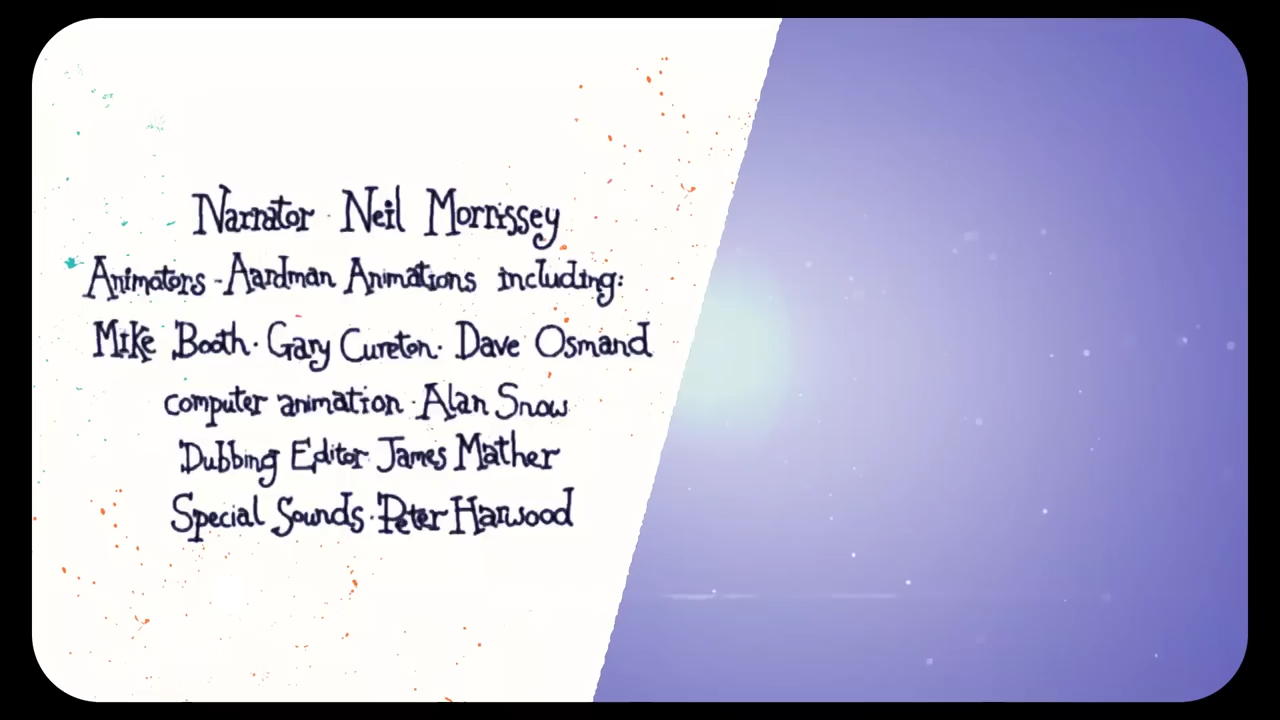 Narrator · Neil Morrissey
Animators - Aardman Animations including:
Mike Booth · Gary Cureton · Dave Osmand
computer animation · Alan Snow
Dubbing Editor James Mather
Special Sounds · Peter Harwood